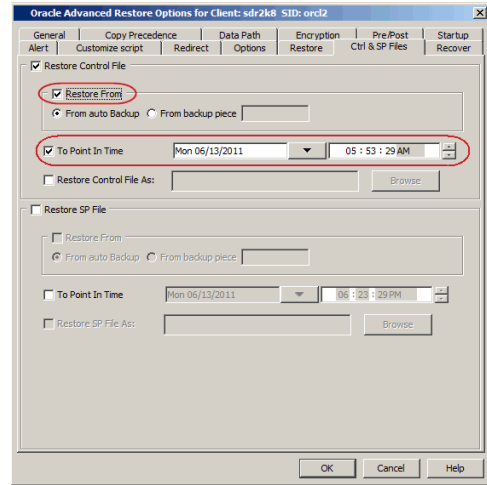 Oracle Advanced Restore Options for Client: sdr2k8 SID: orcl2
General Copy Precedence Data Path Encryption Pre/Post Startup
Alert Customize script Redirect Options Restore Ctrl & SP Files Recover
Restore Control File
Restore From
From auto Backup From backup piece
To Point In Time Mon 06/13/2011 05 : 53 : 29 AM
Restore Control File As: Browse
Restore SP File
Restore From
From auto Backup From backup piece
To Point In Time Mon 06/13/2011 06 : 23 : 29 PM
Restore SP File As: Browse
OK Cancel Help